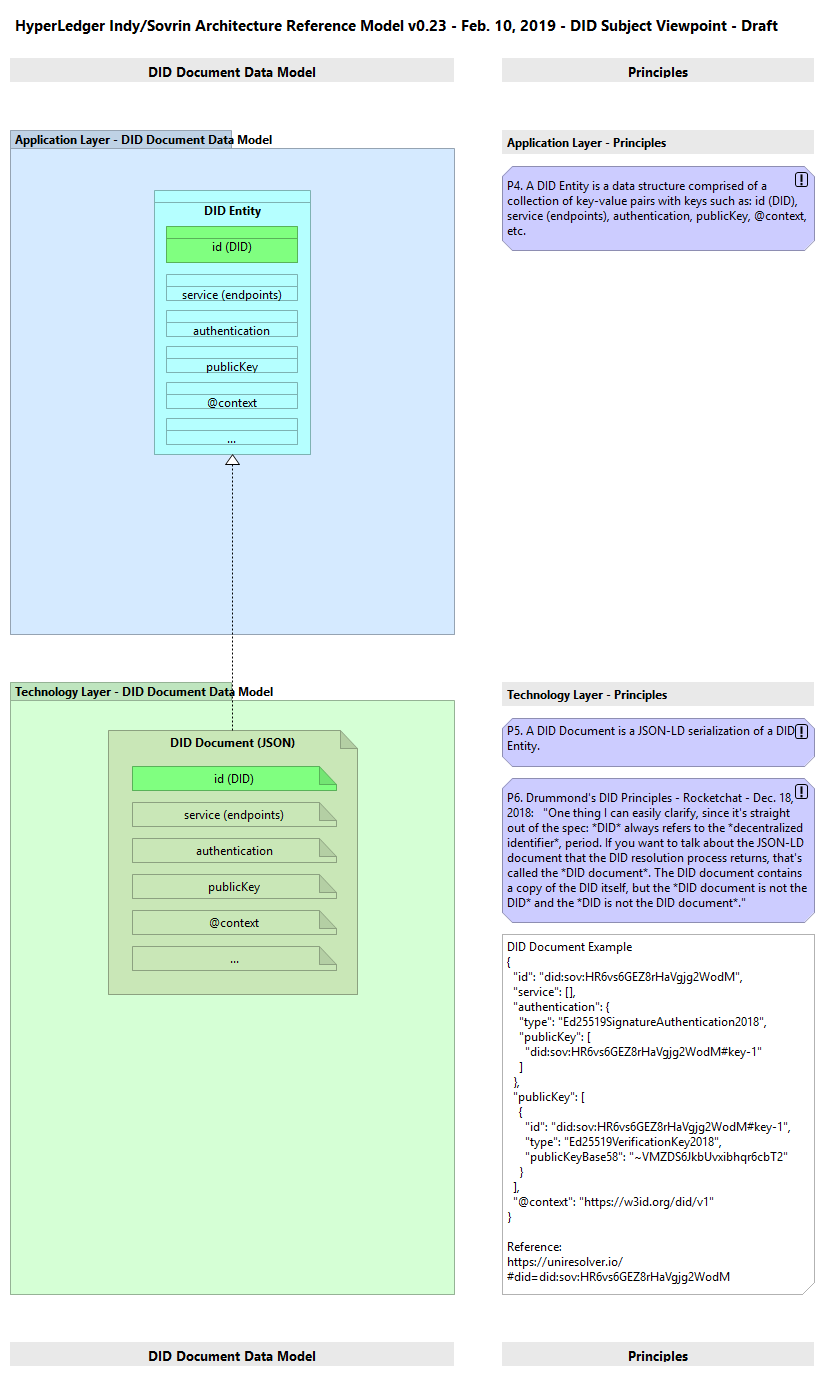 HyperLedger Indy/Sovrin Architecture Reference Model v0.23 - Feb. 10, 2019 - DID Subject Viewpoint - Draft
DID Document Data Model
Principles
Application Layer - DID Document Data Model
DID Entity
id (DID)
service (endpoints)
authentication
publicKey
@context
...
Application Layer - Principles
P4. A DID Entity is a data structure comprised of a
collection of key-value pairs with keys such as: id (DID),
service (endpoints), authentication, publicKey, @context,
etc.
Technology Layer - DID Document Data Model
DID Document (JSON)
id (DID)
service (endpoints)
authentication
publicKey
@context
...
Technology Layer - Principles
P5. A DID Document is a JSON-LD serialization of a DID
Entity.
P6. Drummond's DID Principles - Rocketchat - Dec. 18,
2018:   "One thing I can easily clarify, since it's straight
out of the spec: *DID* always refers to the *decentralized
identifier*, period. If you want to talk about the JSON-LD
document that the DID resolution process returns, that's
called the *DID document*. The DID document contains
a copy of the DID itself, but the *DID document is not the
DID* and the *DID is not the DID document*."
DID Document Example
{
"id": "did:sov:HR6vs6GEZ8rHaVgjg2WodM",
"service": [],
"authentication": {
"type": "Ed25519SignatureAuthentication2018",
"publicKey": [
"did:sov:HR6vs6GEZ8rHaVgjg2WodM#key-1"
]
},
"publicKey": [
{
"id": "did:sov:HR6vs6GEZ8rHaVgjg2WodM#key-1",
"type": "Ed25519VerificationKey2018",
"publicKeyBase58": "~VMZDS6JkbUvxibhqr6cbT2"
}
],
"@context": "https://w3id.org/did/v1"
}
Reference:
https://uniresolver.io/
#did=did:sov:HR6vs6GEZ8rHaVgjg2WodM
DID Document Data Model
Principles